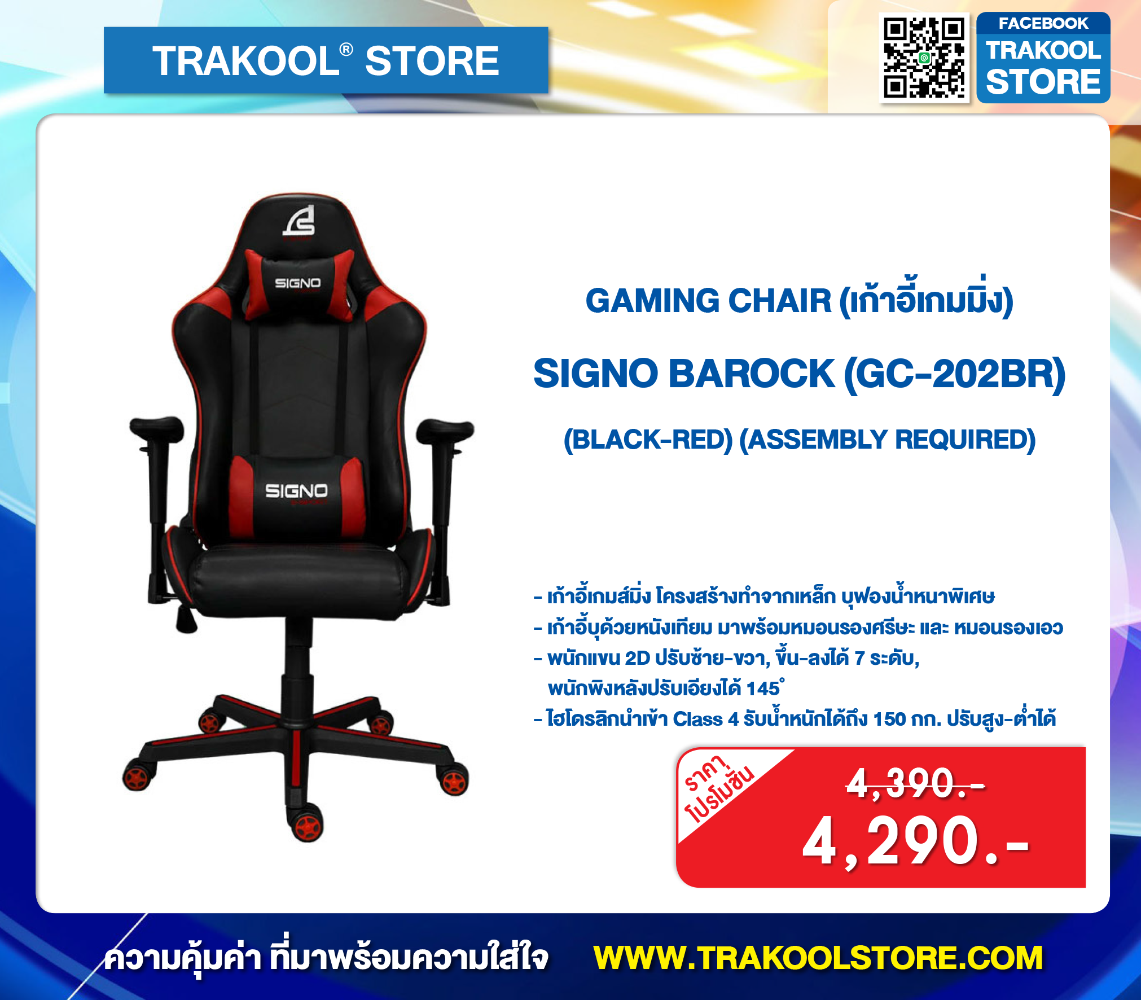 TRAKOOL® STORE
FACEBOOK
TRAKOOL
STORE
SIGNO
SIGNO
GAMING CHAIR (เก้าอี้เกมมิ่ง)
SIGNO BAROCK (GC-202BR)
(BLACK-RED) (ASSEMBLY REQUIRED)
- เก้าอี้เกมส์มิ่ง โครงสร้างทำจากเหล็ก บุฟองน้ำหนาพิเศษ
- เก้าอี้บุด้วยหนังเทียม มาพร้อมหมอนรองศรีษะ และ หมอนรองเอว
- พนักแขน 2D ปรับซ้าย-ขวา, ขึ้น-ลงได้ 7 ระดับ,
พนักพิงหลังปรับเอียงได้ 145°
- ไฮโดรลิกนำเข้า Class 4 รับน้ำหนักได้ถึง 150 กก. ปรับสูง-ต่ำได้
ราคา
โปรโมชั่น
4,390.-
4,290.-
ความคุ้มค่า ที่มาพร้อมความใส่ใจ
WWW.TRAKOOLSTORE.COM